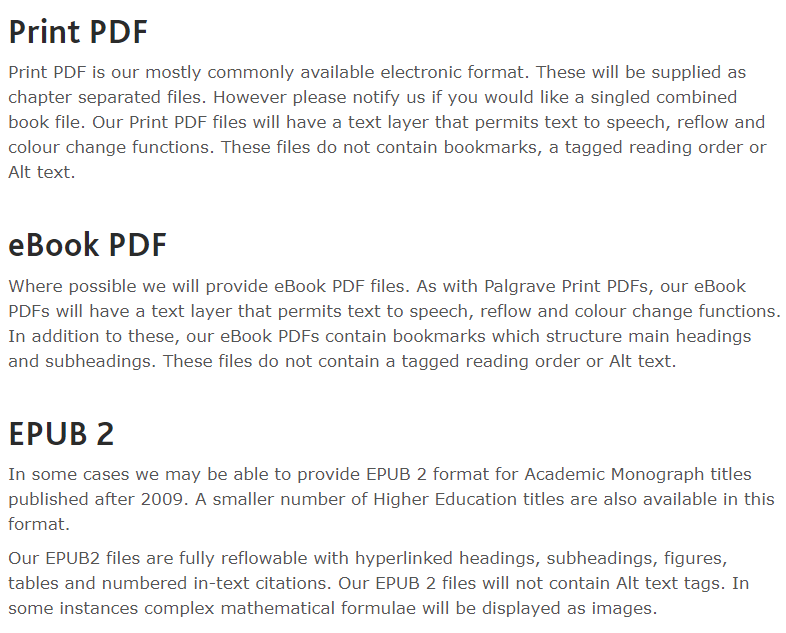 Print PDF
Print PDF is our mostly commonly available electronic format. These will be supplied as
chapter separated files. However please notify us if you would like a singled combined
book file. Our Print PDF files will have a text layer that permits text to speech, reflow and
colour change functions. These files do not contain bookmarks, a tagged reading order or
Alt text.
eBook PDF
Where possible we will provide eBook PDF files. As with Palgrave Print PDFs, our eBook
PDFs will have a text layer that permits text to speech, reflow and colour change functions.
In addition to these, our eBook PDFs contain bookmarks which structure main headings
and subheadings. These files do not contain a tagged reading order or Alt text.
EPUB 2
In some cases we may be able to provide EPUB 2 format for Academic Monograph titles
published after 2009. A smaller number of Higher Education titles are also available in this
format.
Our EPUB2 files are fully reflowable with hyperlinked headings, subheadings, figures,
tables and numbered in-text citations. Our EPUB 2 files will not contain Alt text tags. In
some instances complex mathematical formulae will be displayed as images.